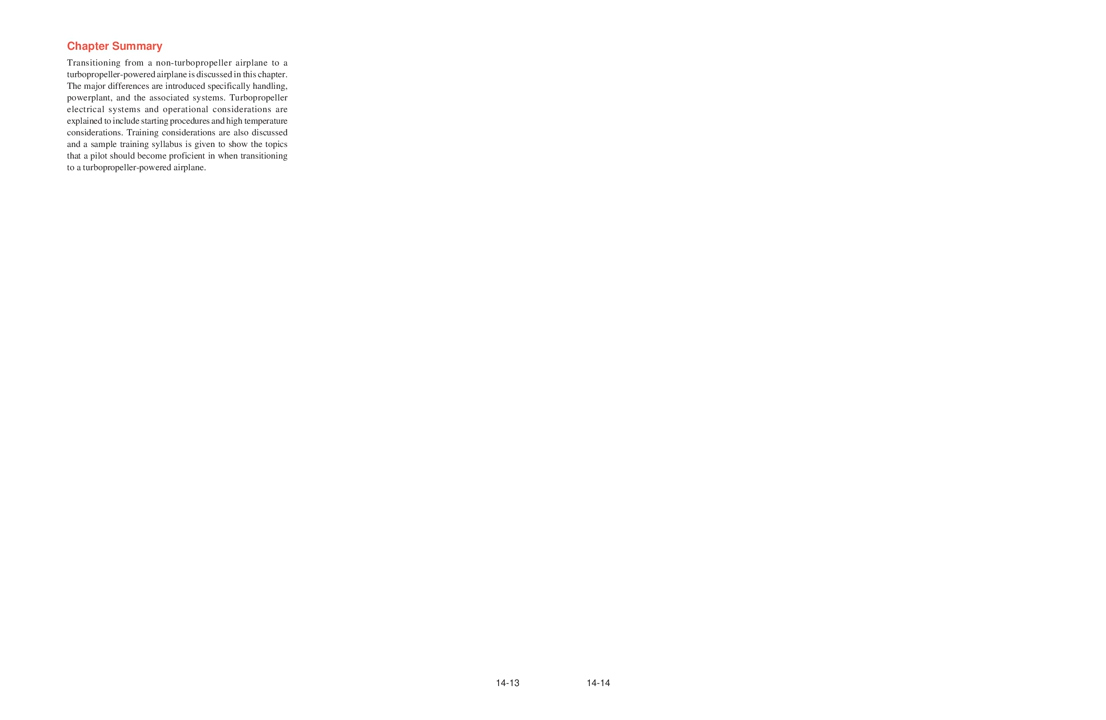 Chapter Summary
Transitioning from a non-turbopropeller airplane to a
turbopropeller-powered airplane is discussed in this chapter.
The major differences are introduced specifically handling,
powerplant, and the associated systems. Turbopropeller
electrical systems and operational considerations are
explained to include starting procedures and high temperature
considerations. Training considerations are also discussed
and a sample training syllabus is given to show the topics
that a pilot should become proficient in when transitioning
to a turbopropeller-powered airplane.
14-13
14-14